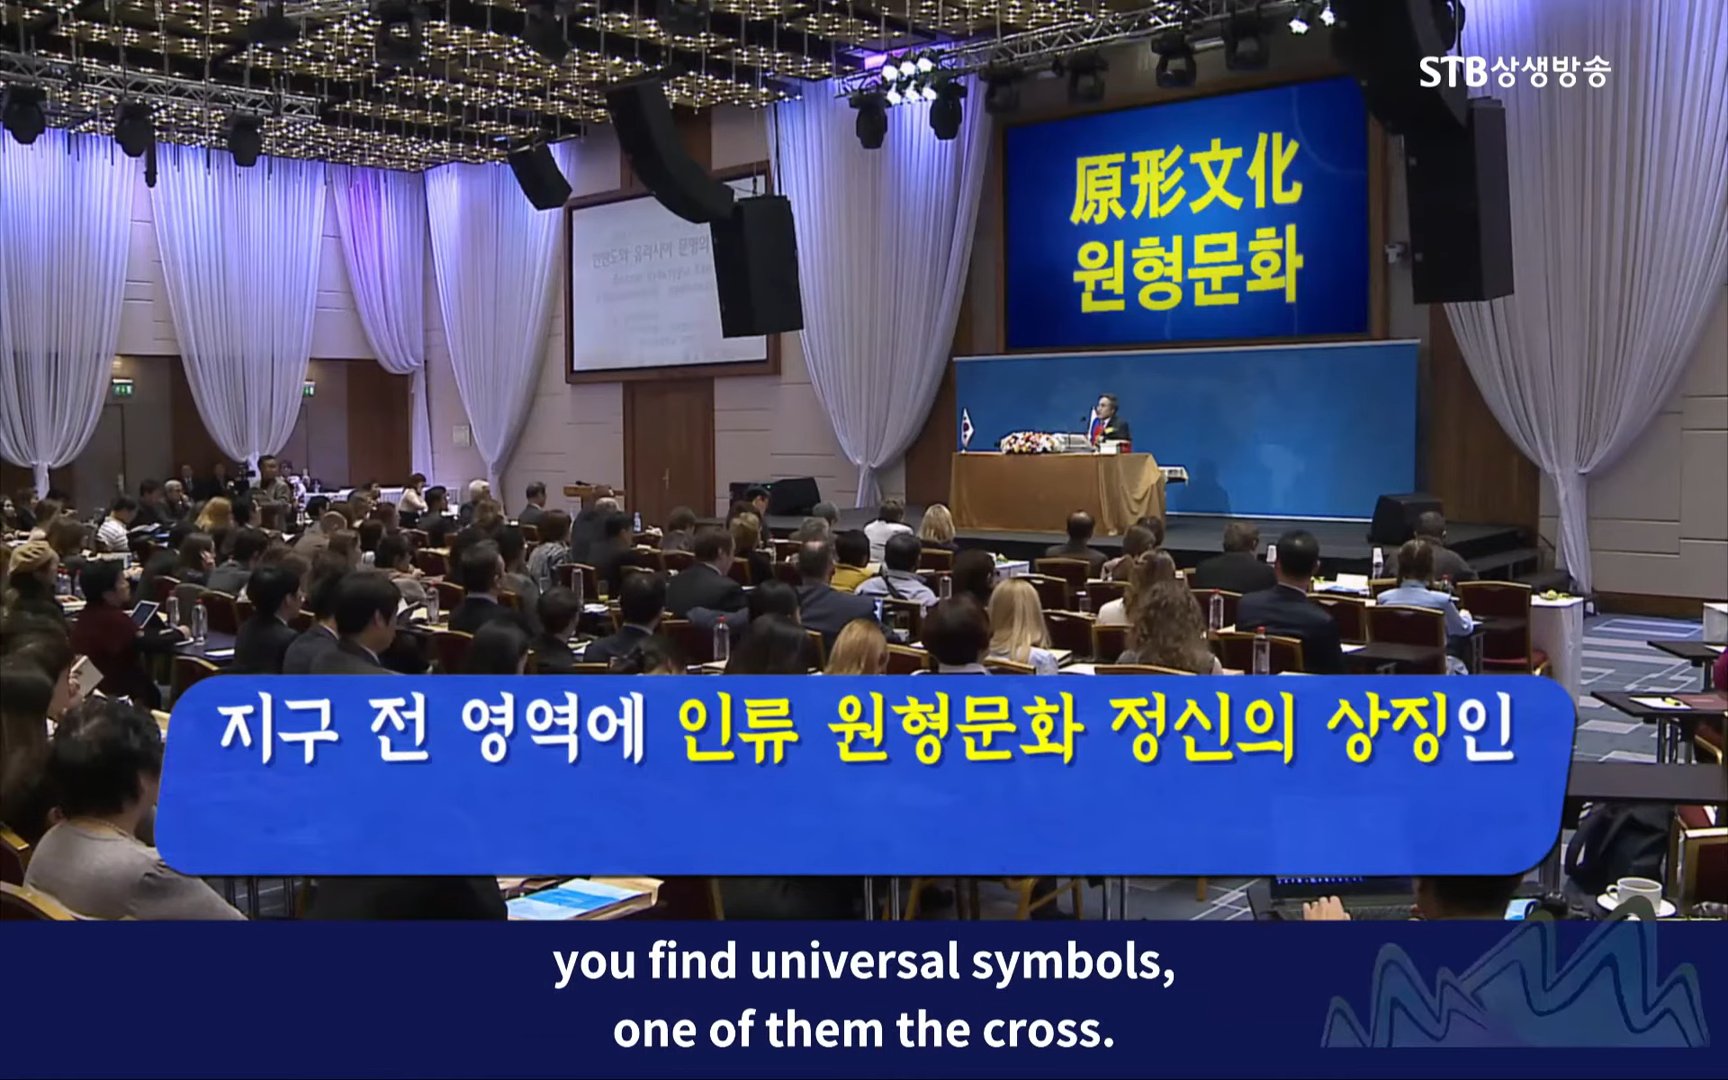 STB상생방송
原形文化
원형문화
지구 전 영역에 인류 원형문화 정신의 상징인
you find universal symbols,
one of them the cross.